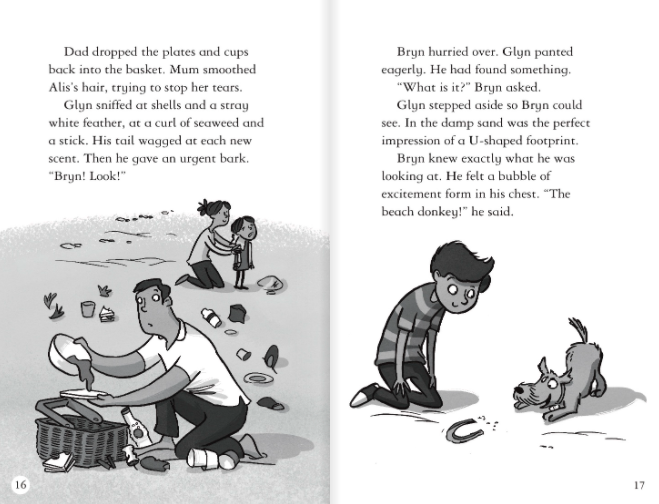 Dad dropped the plates and cups
back into the basket. Mum smoothed
Alis's hair, trying to stop her tears.
Glyn sniffed at shells and a stray
white feather, at a curl of seaweed and
a stick. His tail wagged at each new
scent. Then he gave an urgent bark.
“Bryn! Look!”
16
Bryn hurried over. Glyn panted
eagerly. He had found something.
“What is it?” Bryn asked.
Glyn stepped aside so Bryn could
see. In the damp sand was the perfect
impression of a U-shaped footprint.
Bryn knew exactly what he was
looking at. He felt a bubble of
excitement form in his chest. “The
beach donkey!” he said.
17